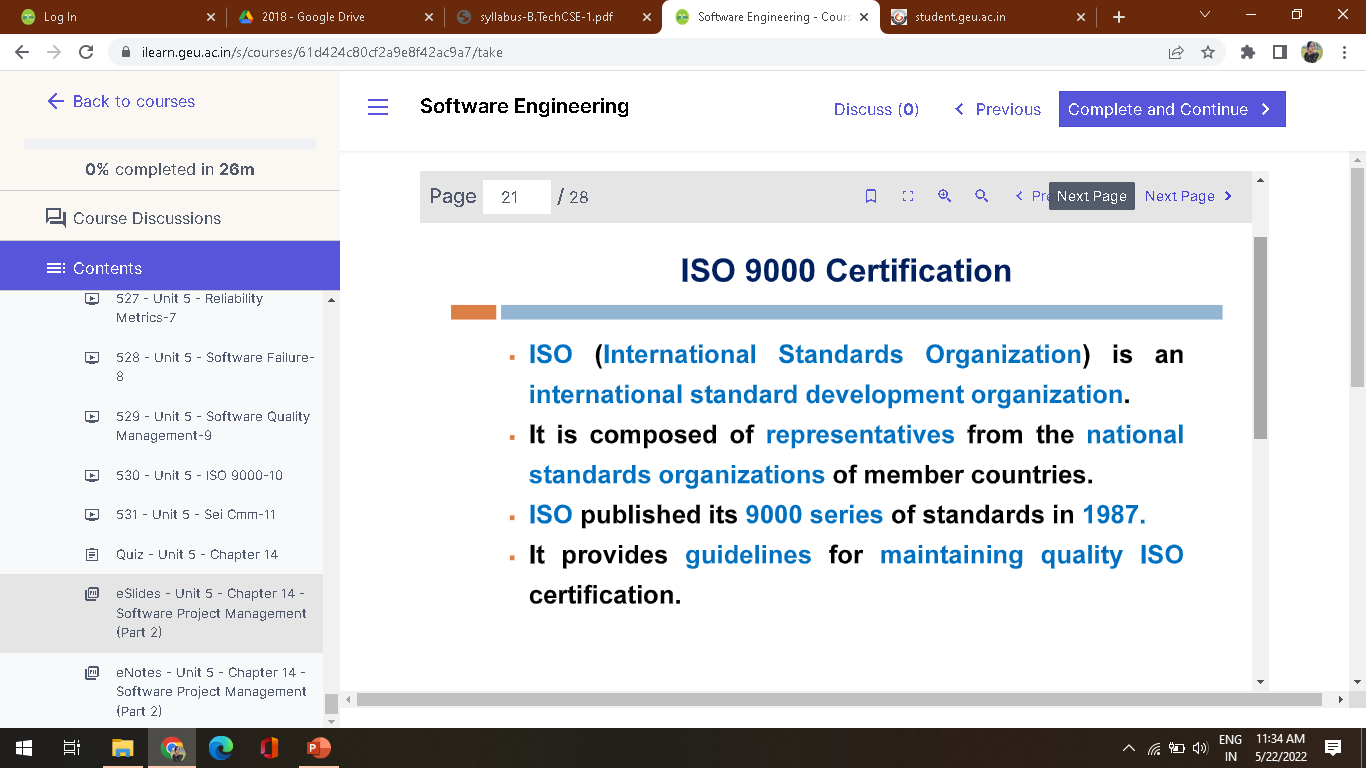 Log In
2018 - Google Drive
syllabus-B.TechCSE-1.pdf
Software Engineering - Cours
student.geu.ac.in
ilearn.geu.ac.in/s/courses/61d424c80cf2a9e8f42ac9a7/take
Back to courses
0% completed in 26m
Course Discussions
Contents
527 - Unit 5 - Reliability
Metrics-7
528 - Unit 5 - Software Failure-
8
529 - Unit 5 - Software Quality
Management-9
530 - Unit 5 - ISO 9000-10
531 - Unit 5 - Sei Cmm-11
Quiz - Unit 5 - Chapter 14
eSlides - Unit 5 - Chapter 14 -
Software Project Management
(Part 2)
eNotes - Unit 5 - Chapter 14 -
Software Project Management
(Part 2)
Software Engineering
Discuss (0)
Previous
Complete and Continue
Page 21 / 28
Pre
Next Page
Next Page
ISO 9000 Certification
▪ ISO (International Standards Organization) is an
international standard development organization.
▪ It is composed of representatives from the national
standards organizations of member countries.
▪ ISO published its 9000 series of standards in 1987.
▪ It provides guidelines for maintaining quality ISO
certification.
ENG
IN
11:34 AM
5/22/2022